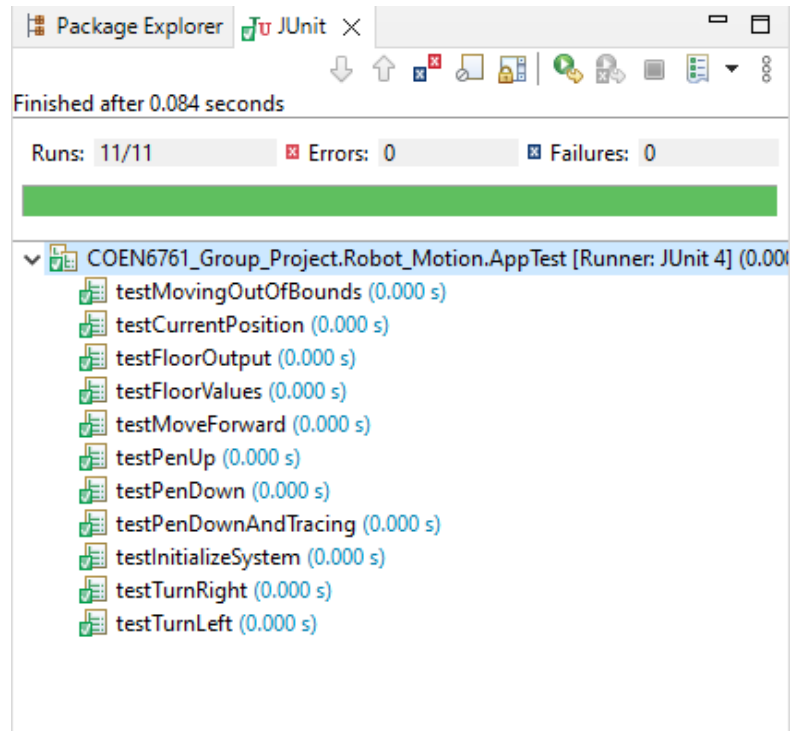 Package Explorer JUnit
Finished after 0.084 seconds
Runs: 11/11 Errors: 0 Failures: 0
COEN6761_Group_Project.Robot_Motion.AppTest [Runner: JUnit 4] (0.000
testMovingOutOfBounds (0.000 s)
testCurrentPosition (0.000 s)
testFloorOutput (0.000 s)
testFloorValues (0.000 s)
testMoveForward (0.000 s)
testPenUp (0.000 s)
testPenDown (0.000 s)
testPenDownAndTracing (0.000 s)
testInitializeSystem (0.000 s)
testTurnRight (0.000 s)
testTurnLeft (0.000 s)